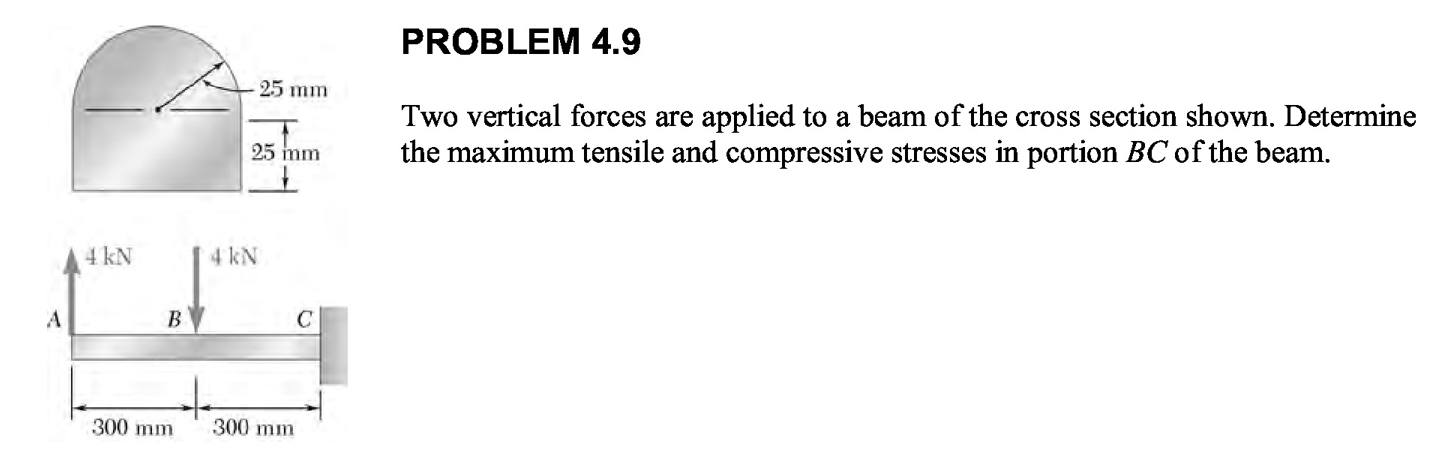 PROBLEM 4.9
25 mm
25 mm
Two vertical forces are applied to a beam of the cross section shown. Determine
the maximum tensile and compressive stresses in portion BC of the beam.
4 kN
4 kN
A
B
C
300 mm
300 mm